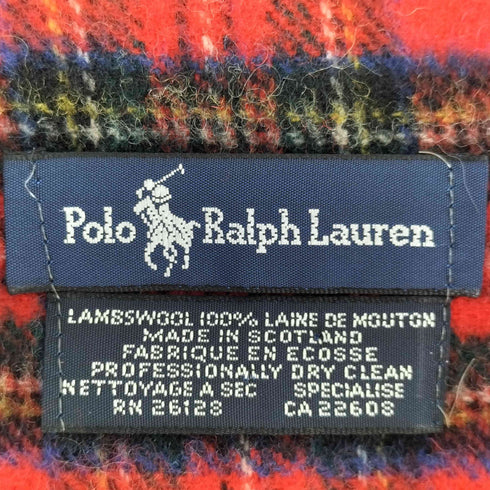 Polo Ralph Lauren
LAMBSWOOL 100% LAINE DE MOUTON
MADE IN SCOTLAND
FABRIQUE EN ECOSSE
PROFESSIONALLY DRY CLEAN
NETTOYAGE A SEC SPECIALISE
RN 26128 CA 22608